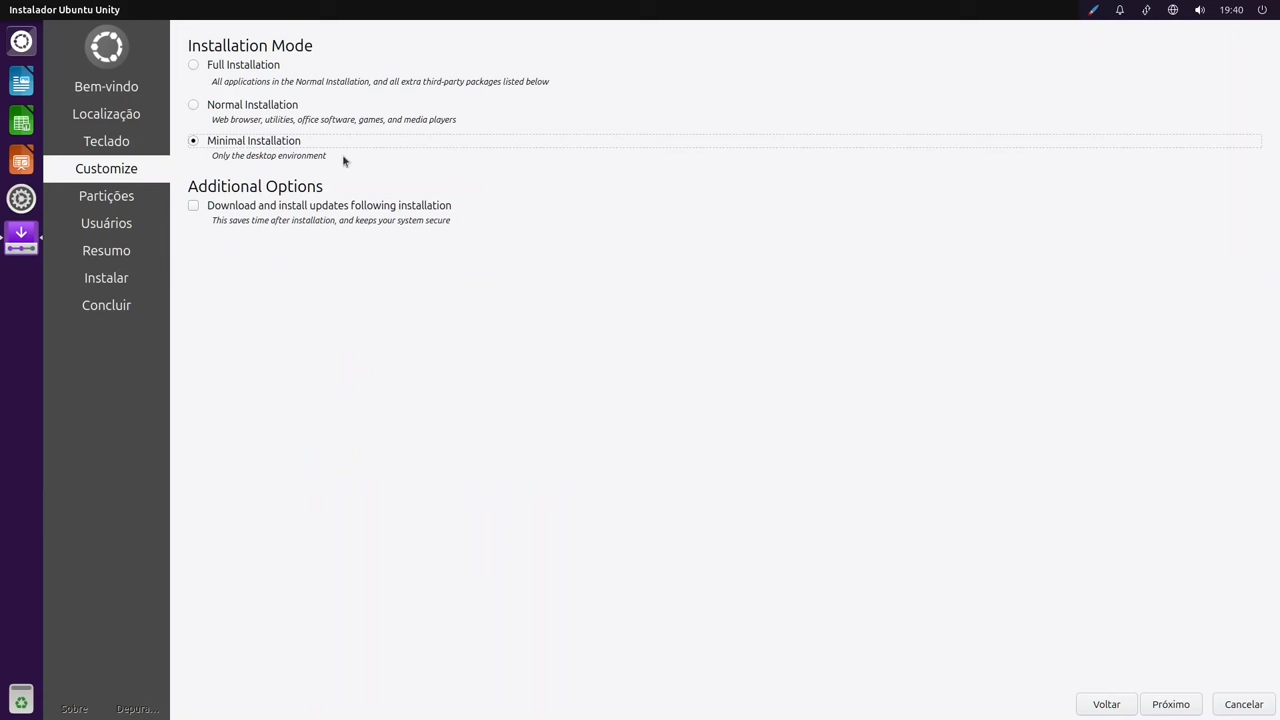 Instalador Ubuntu Unity
19:40
Bem-vindo
Localização
Teclado
Customize
Partições
Usuários
Resumo
Instalar
Concluir
Sobre
Depura...
Installation Mode
Full Installation
All applications in the Normal Installation, and all extra third-party packages listed below
Normal Installation
Web browser, utilities, office software, games, and media players
Minimal Installation
Only the desktop environment
Additional Options
Download and install updates following installation
This saves time after installation, and keeps your system secure
Voltar
Próximo
Cancelar